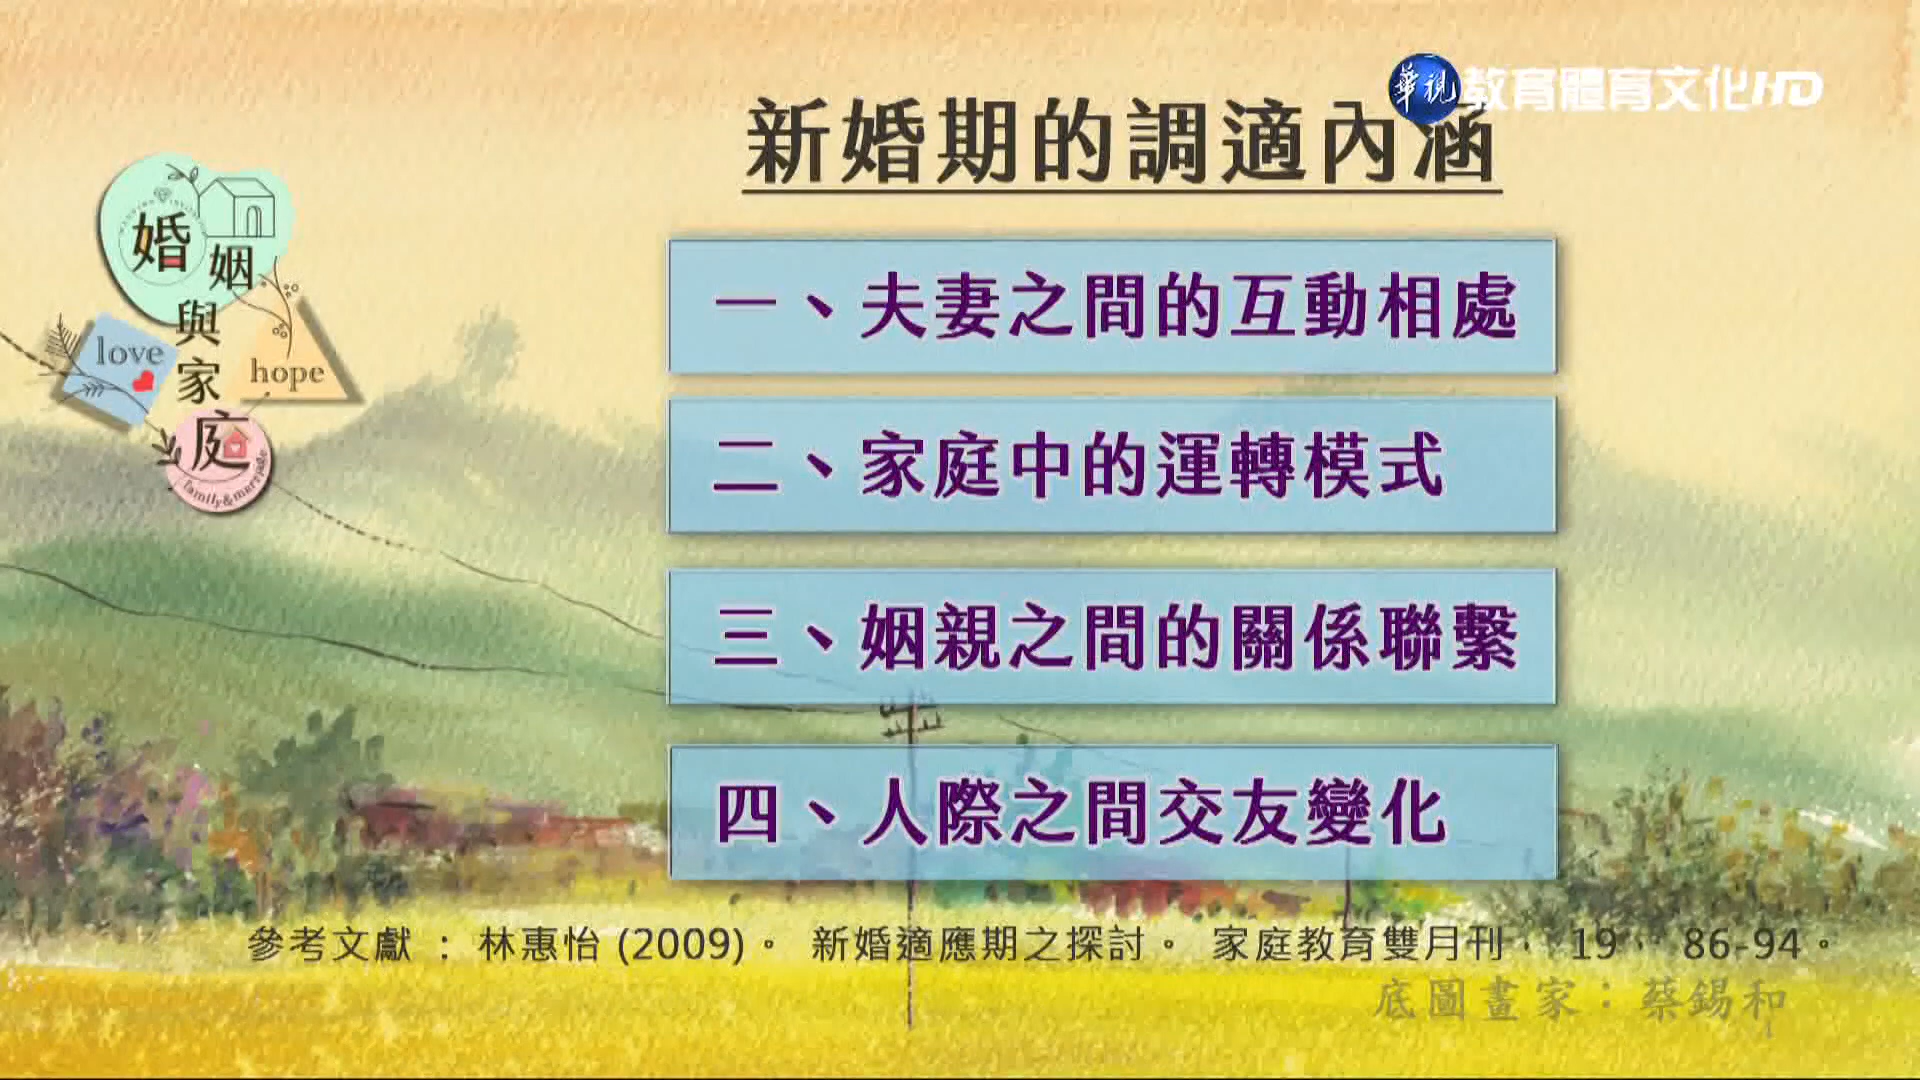 華視 教育體育文化HD
新婚期的調適內涵
婚姻與家庭
love
hope
family&marriage
一、夫妻之間的互動相處
二、家庭中的運轉模式
三、姻親之間的關係聯繫
四、人際之間交友變化
參考文獻 ： 林惠怡 (2009)。 新婚適應期之探討。 家庭教育雙月刊， 19， 86-94。
底圖畫家：蔡錫和